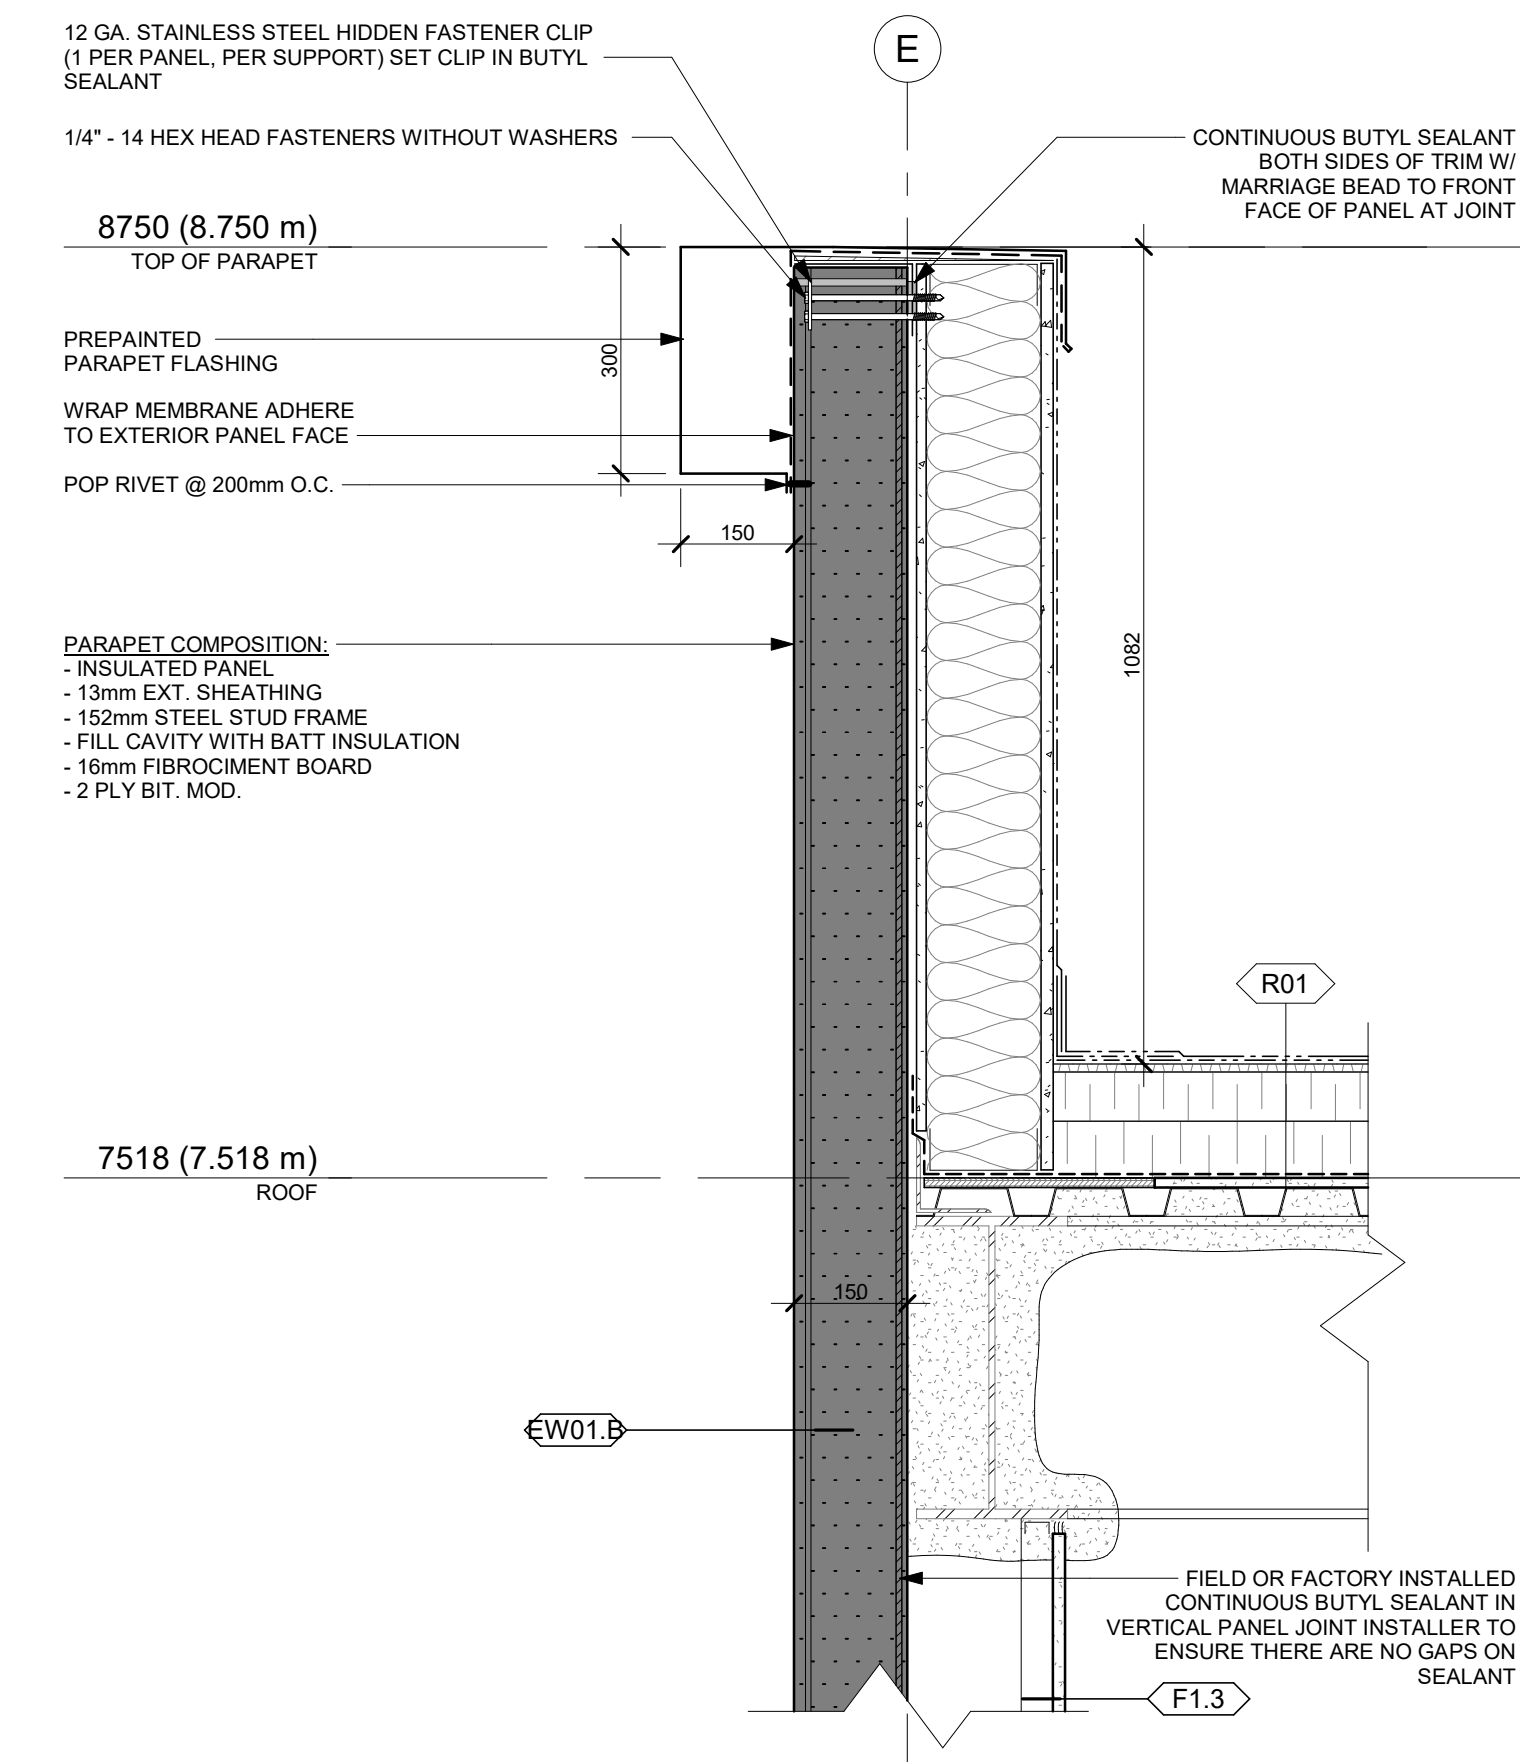 12 GA. STAINLESS STEEL HIDDEN FASTENER CLIP
(1 PER PANEL, PER SUPPORT) SET CLIP IN BUTYL
SEALANT
E
1/4" - 14 HEX HEAD FASTENERS WITHOUT WASHERS
CONTINUOUS BUTYL SEALANT
BOTH SIDES OF TRIM W/
MARRIAGE BEAD TO FRONT
FACE OF PANEL AT JOINT
8750 (8.750 m)
TOP OF PARAPET
PREPAINTED
PARAPET FLASHING
300
WRAP MEMBRANE ADHERE
TO EXTERIOR PANEL FACE
POP RIVET @ 200mm O.C.
150
PARAPET COMPOSITION:
- INSULATED PANEL
- 13mm EXT. SHEATHING
- 152mm STEEL STUD FRAME
- FILL CAVITY WITH BATT INSULATION
- 16mm FIBROCIMENT BOARD
- 2 PLY BIT. MOD.
1082
R01
7518 (7.518 m)
ROOF
150
EW01.B
FIELD OR FACTORY INSTALLED
CONTINUOUS BUTYL SEALANT IN
VERTICAL PANEL JOINT INSTALLER TO
ENSURE THERE ARE NO GAPS ON
SEALANT
F1.3